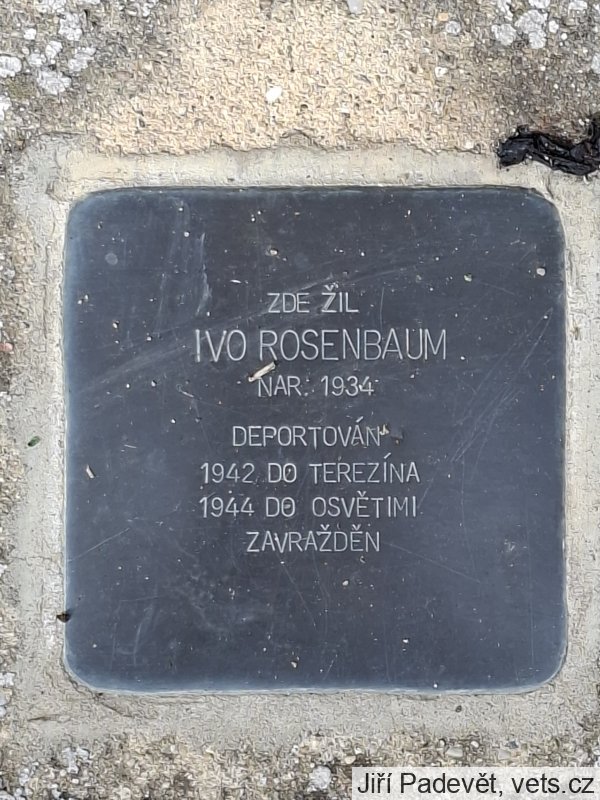 ZDE ŽIL
IVO ROSENBAUM
NAR. 1934
DEPORTOVÁN
1942 DO TEREZÍNA
1944 DO OSVĚTIMI
ZAVRAŽDĚN
Jiří Padevět, vets.cz